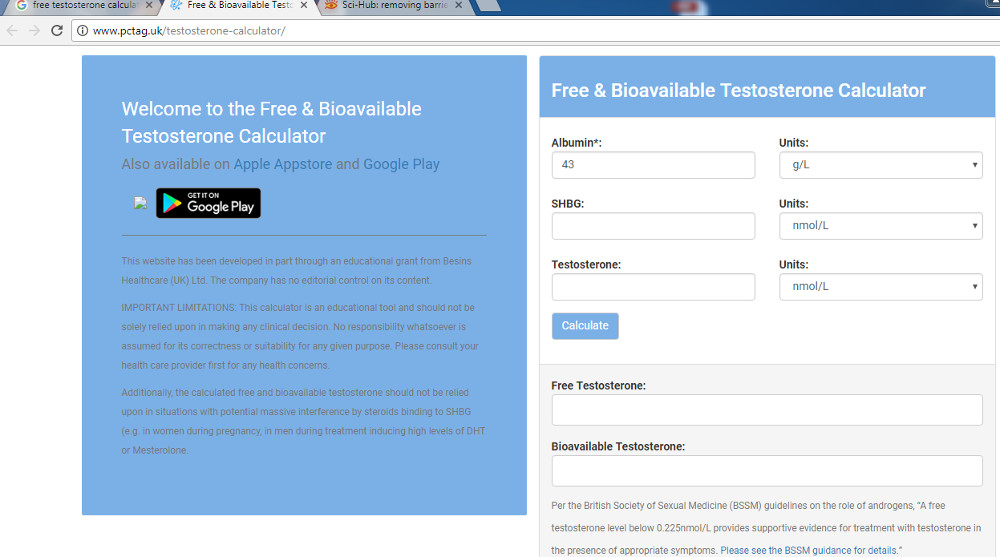 free testosterone calcula
Free & Bioavailable Testo
Sci-Hub: removing barrie
www.pctag.uk/testosterone-calculator/
Welcome to the Free & Bioavailable
Testosterone Calculator
Also available on Apple Appstore and Google Play
GET IT ON
Google Play
This website has been developed in part through an educational grant from Besins
Healthcare (UK) Ltd. The company has no editorial control on its content.
IMPORTANT LIMITATIONS: This calculator is an educational tool and should not be
solely relied upon in making any clinical decision. No responsibility whatsoever is
assumed for its correctness or suitability for any given purpose. Please consult your
health care provider first for any health concerns.
Additionally, the calculated free and bioavailable testosterone should not be relied
upon in situations with potential massive interference by steroids binding to SHBG
(e.g. in women during pregnancy, in men during treatment inducing high levels of DHT
or Mesterolone.
Free & Bioavailable Testosterone Calculator
Albumin*: Units:
43 g/L
SHBG: Units:
nmol/L
Testosterone: Units:
nmol/L
Calculate
Free Testosterone:
Bioavailable Testosterone:
Per the British Society of Sexual Medicine (BSSM) guidelines on the role of androgens, “A free
testosterone level below 0.225nmol/L provides supportive evidence for treatment with testosterone in
the presence of appropriate symptoms. Please see the BSSM guidance for details.”